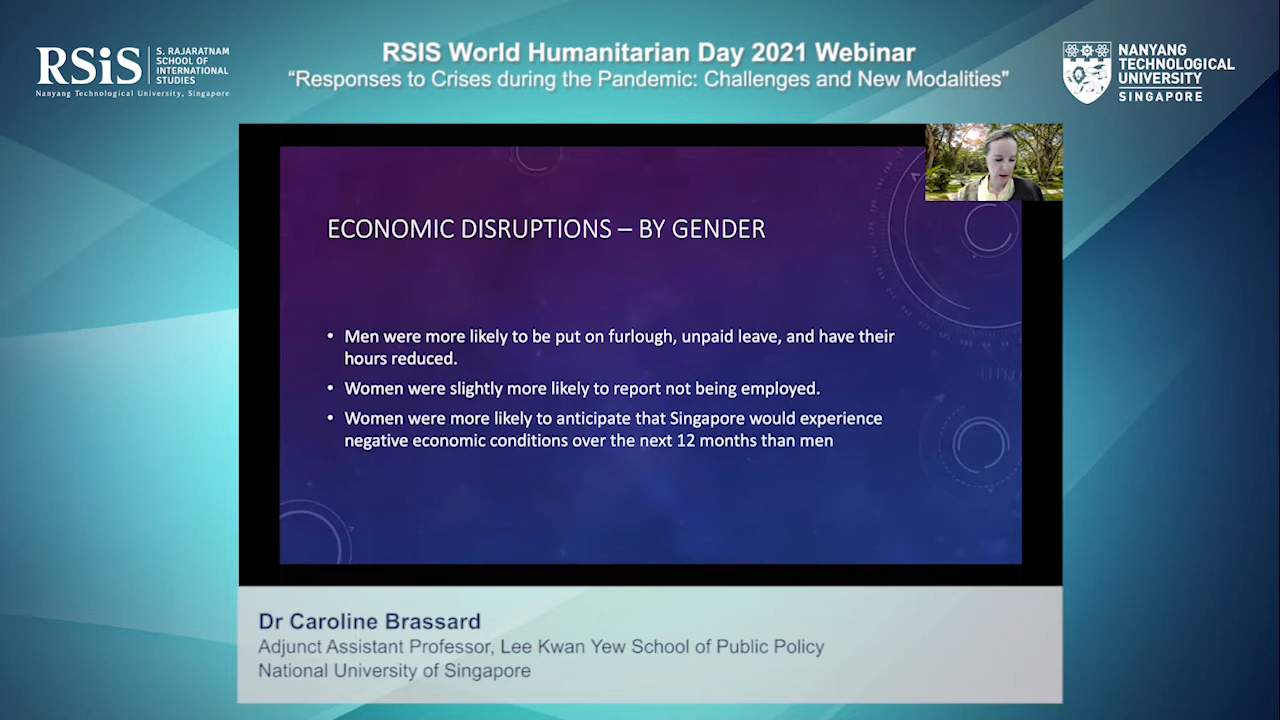 RSiS
S. RAJARATNAM
SCHOOL OF
INTERNATIONAL
STUDIES
Nanyang Technological University, Singapore
RSIS World Humanitarian Day 2021 Webinar
“Responses to Crises during the Pandemic: Challenges and New Modalities"
NANYANG
TECHNOLOGICAL
UNIVERSITY
SINGAPORE
ECONOMIC DISRUPTIONS – BY GENDER
• Men were more likely to be put on furlough, unpaid leave, and have their
hours reduced.
• Women were slightly more likely to report not being employed.
• Women were more likely to anticipate that Singapore would experience
negative economic conditions over the next 12 months than men
Dr Caroline Brassard
Adjunct Assistant Professor, Lee Kwan Yew School of Public Policy
National University of Singapore